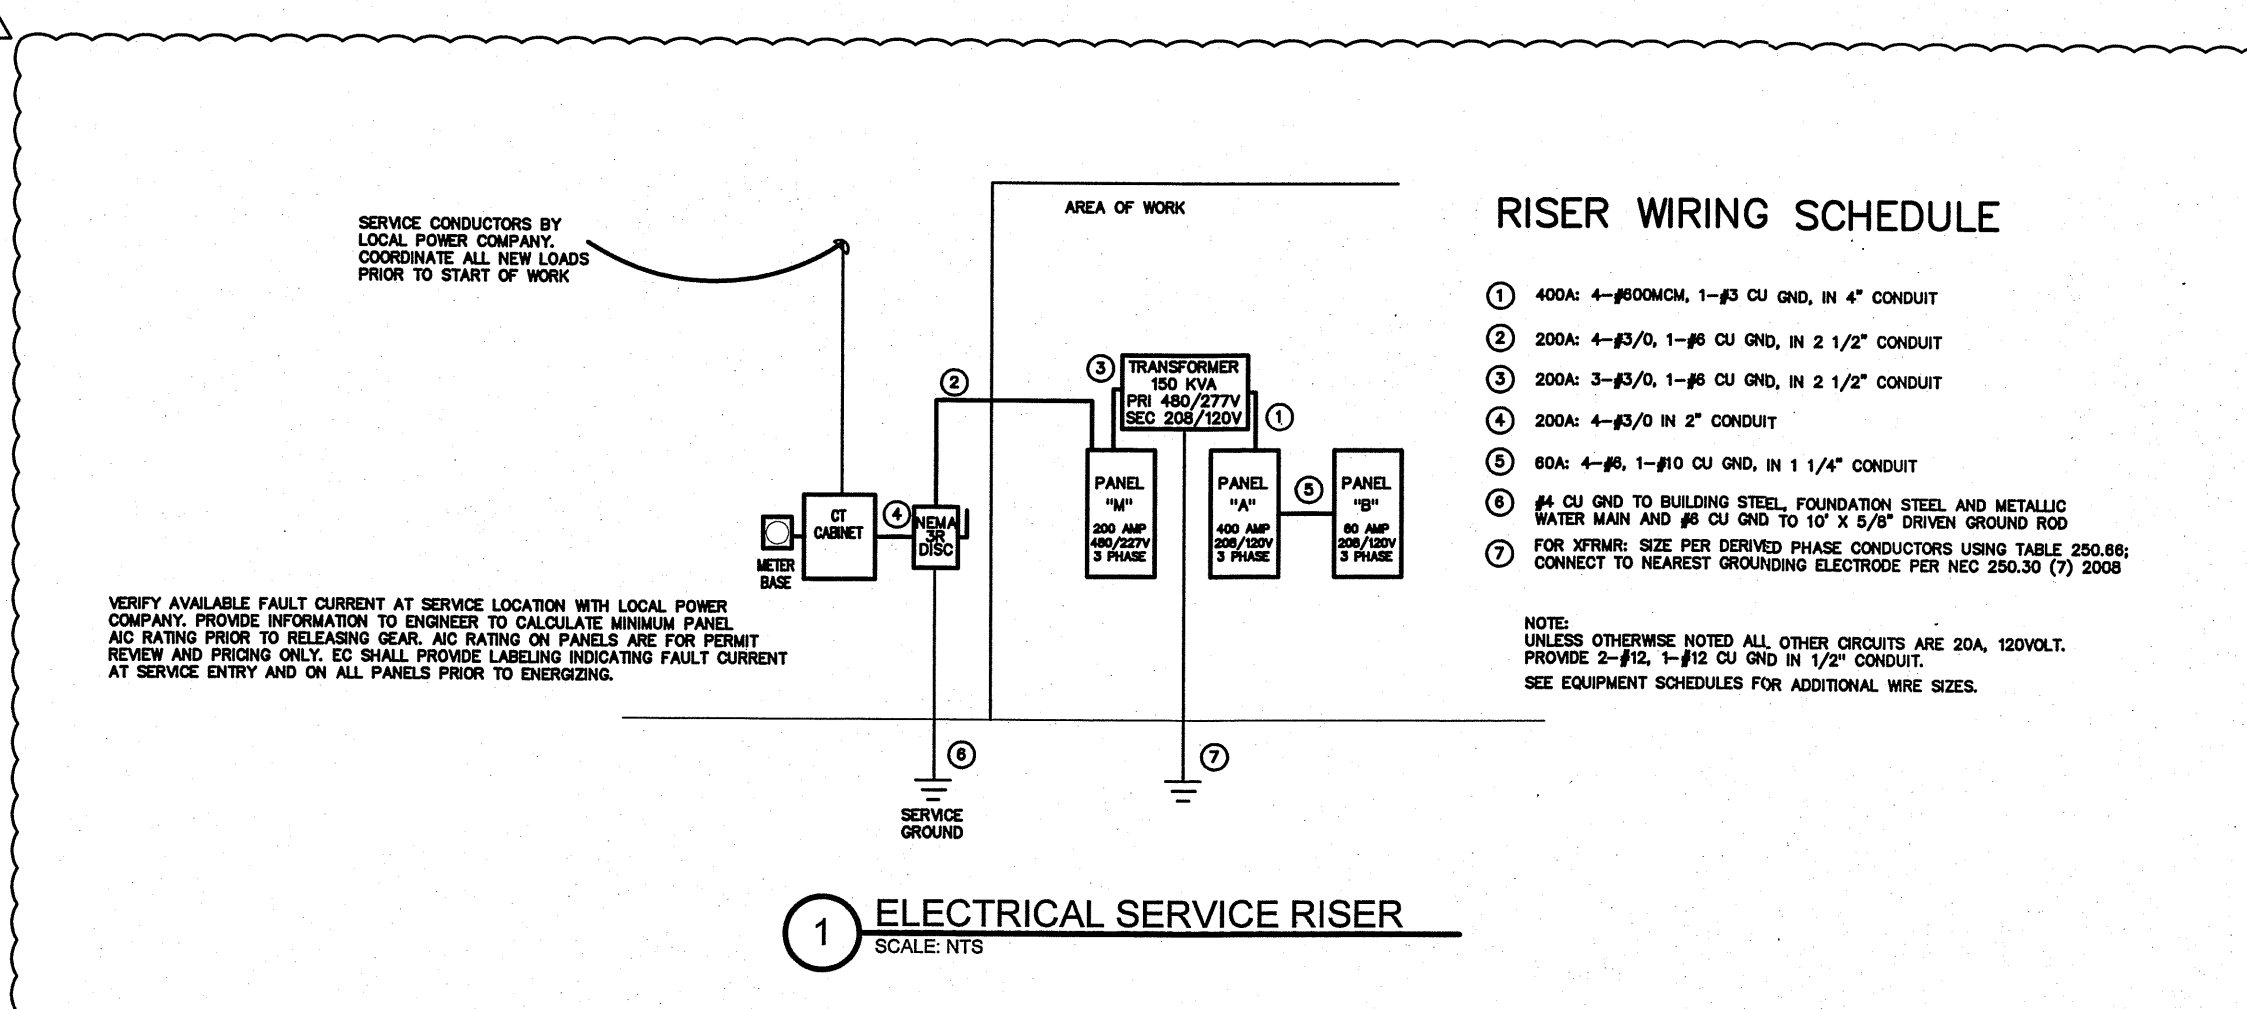 SERVICE CONDUCTORS BY
LOCAL POWER COMPANY.
COORDINATE ALL NEW LOADS
PRIOR TO START OF WORK
AREA OF WORK
2
3
TRANSFORMER
150 KVA
PRI 480/277V
SEC 208/120V
1
CT
CABINET
4
NEMA
3R
DISC
METER
BASE
PANEL
"M"
200 AMP
480/227V
3 PHASE
PANEL
"A"
400 AMP
208/120V
3 PHASE
5
PANEL
"B"
60 AMP
208/120V
3 PHASE
VERIFY AVAILABLE FAULT CURRENT AT SERVICE LOCATION WITH LOCAL POWER
COMPANY. PROVIDE INFORMATION TO ENGINEER TO CALCULATE MINIMUM PANEL
AIC RATING PRIOR TO RELEASING GEAR. AIC RATING ON PANELS ARE FOR PERMIT
REVIEW AND PRICING ONLY. EC SHALL PROVIDE LABELING INDICATING FAULT CURRENT
AT SERVICE ENTRY AND ON ALL PANELS PRIOR TO ENERGIZING.
6
7
SERVICE
GROUND
RISER WIRING SCHEDULE
1 400A: 4-#600MCM, 1-#3 CU GND, IN 4" CONDUIT
2 200A: 4-#3/0, 1-#6 CU GND, IN 2 1/2" CONDUIT
3 200A: 3-#3/0, 1-#6 CU GND, IN 2 1/2" CONDUIT
4 200A: 4-#3/0 IN 2" CONDUIT
5 60A: 4-#6, 1-#10 CU GND, IN 1 1/4" CONDUIT
6 #4 CU GND TO BUILDING STEEL, FOUNDATION STEEL AND METALLIC
WATER MAIN AND #6 CU GND TO 10' X 5/8" DRIVEN GROUND ROD
7 FOR XFRMR: SIZE PER DERIVED PHASE CONDUCTORS USING TABLE 250.66;
CONNECT TO NEAREST GROUNDING ELECTRODE PER NEC 250.30 (7) 2008
NOTE:
UNLESS OTHERWISE NOTED ALL OTHER CIRCUITS ARE 20A, 120VOLT.
PROVIDE 2-#12, 1-#12 CU GND IN 1/2" CONDUIT.
SEE EQUIPMENT SCHEDULES FOR ADDITIONAL WIRE SIZES.
1 ELECTRICAL SERVICE RISER
SCALE: NTS